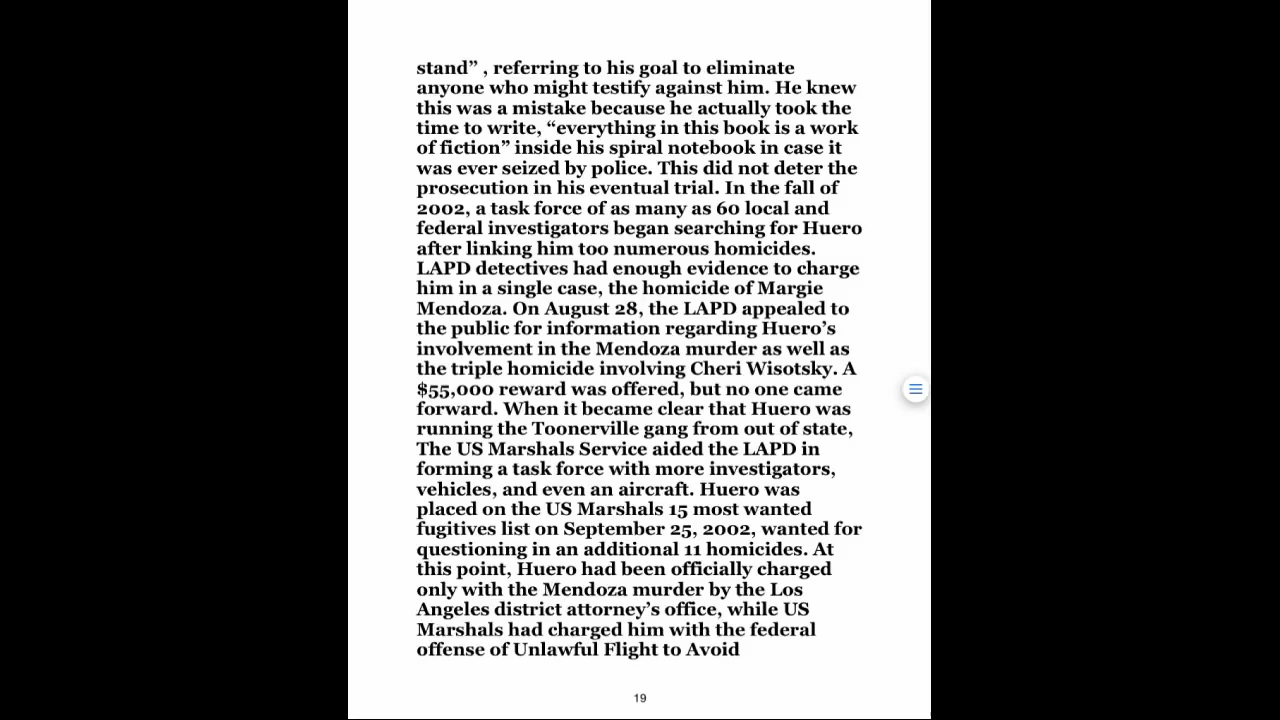 stand” , referring to his goal to eliminate
anyone who might testify against him. He knew
this was a mistake because he actually took the
time to write, “everything in this book is a work
of fiction” inside his spiral notebook in case it
was ever seized by police. This did not deter the
prosecution in his eventual trial. In the fall of
2002, a task force of as many as 60 local and
federal investigators began searching for Huero
after linking him too numerous homicides.
LAPD detectives had enough evidence to charge
him in a single case, the homicide of Margie
Mendoza. On August 28, the LAPD appealed to
the public for information regarding Huero’s
involvement in the Mendoza murder as well as
the triple homicide involving Cheri Wisotsky. A
$55,000 reward was offered, but no one came
forward. When it became clear that Huero was
running the Toonerville gang from out of state,
The US Marshals Service aided the LAPD in
forming a task force with more investigators,
vehicles, and even an aircraft. Huero was
placed on the US Marshals 15 most wanted
fugitives list on September 25, 2002, wanted for
questioning in an additional 11 homicides. At
this point, Huero had been officially charged
only with the Mendoza murder by the Los
Angeles district attorney’s office, while US
Marshals had charged him with the federal
offense of Unlawful Flight to Avoid
19